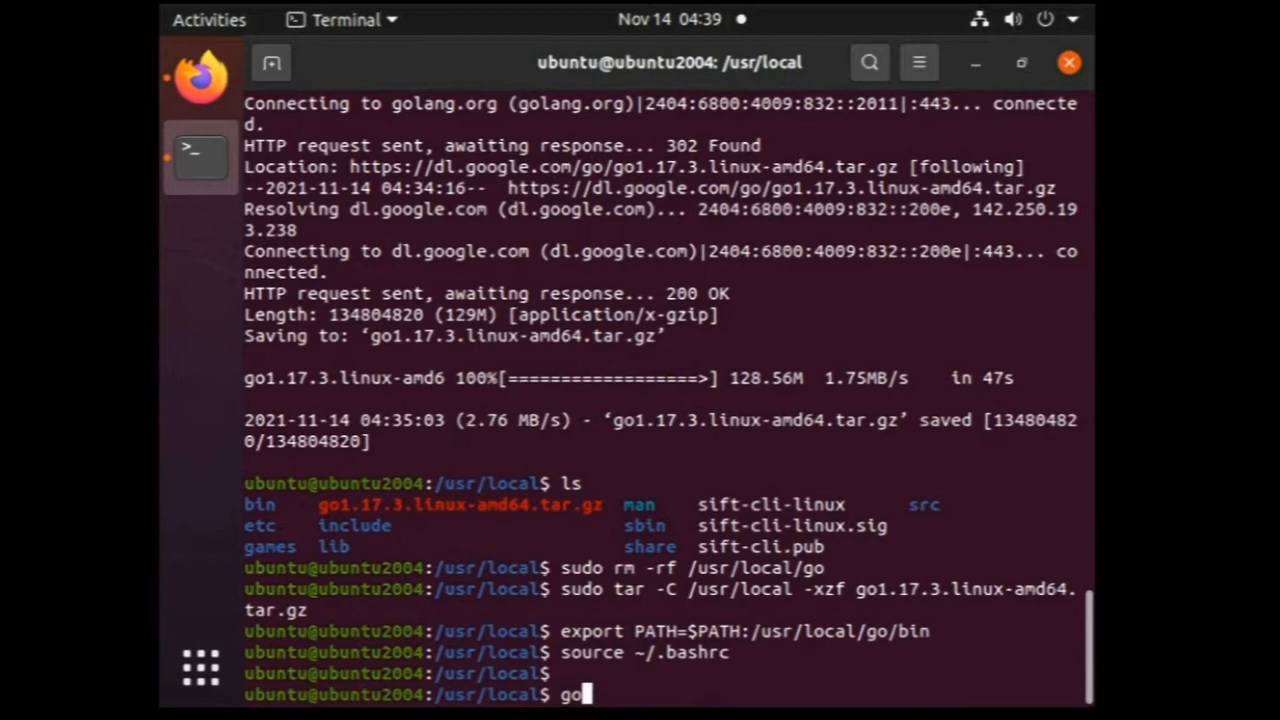 Activities Terminal Nov 14 04:39
ubuntu@ubuntu2004: /usr/local
Connecting to golang.org (golang.org)|2404:6800:4009:832::2011|:443... connecte
d.
HTTP request sent, awaiting response... 302 Found
Location: https://dl.google.com/go/go1.17.3.linux-amd64.tar.gz [following]
--2021-11-14 04:34:16-- https://dl.google.com/go/go1.17.3.linux-amd64.tar.gz
Resolving dl.google.com (dl.google.com)... 2404:6800:4009:832::200e, 142.250.19
3.238
Connecting to dl.google.com (dl.google.com)|2404:6800:4009:832::200e|:443... co
nnected.
HTTP request sent, awaiting response... 200 OK
Length: 134804820 (129M) [application/x-gzip]
Saving to: ‘go1.17.3.linux-amd64.tar.gz’
go1.17.3.linux-amd6 100%[==================>] 128.56M 1.75MB/s in 47s
2021-11-14 04:35:03 (2.76 MB/s) - ‘go1.17.3.linux-amd64.tar.gz’ saved [13480482
0/134804820]
ubuntu@ubuntu2004:/usr/local$ ls
bin go1.17.3.linux-amd64.tar.gz man sift-cli-linux src
etc include sbin sift-cli-linux.sig
games lib share sift-cli.pub
ubuntu@ubuntu2004:/usr/local$ sudo rm -rf /usr/local/go
ubuntu@ubuntu2004:/usr/local$ sudo tar -C /usr/local -xzf go1.17.3.linux-amd64.
tar.gz
ubuntu@ubuntu2004:/usr/local$ export PATH=$PATH:/usr/local/go/bin
ubuntu@ubuntu2004:/usr/local$ source ~/.bashrc
ubuntu@ubuntu2004:/usr/local$
ubuntu@ubuntu2004:/usr/local$ go